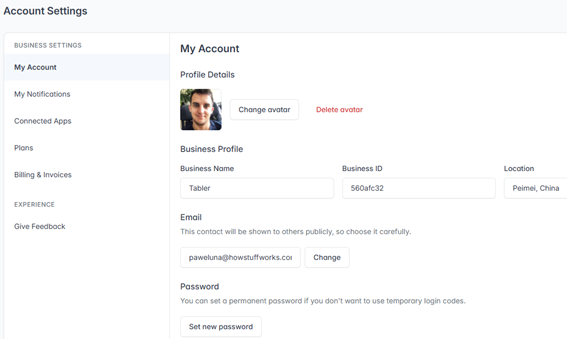 Account Settings
BUSINESS SETTINGS
My Account
My Notifications
Connected Apps
Plans
Billing & Invoices
EXPERIENCE
Give Feedback
My Account
Profile Details
Change avatar
Delete avatar
Business Profile
Business Name
Business ID
Location
Tabler
560afc32
Peimei, China
Email
This contact will be shown to others publicly, so choose it carefully.
paweluna@howstuffworks.co
Change
Password
You can set a permanent password if you don't want to use temporary login codes.
Set new password